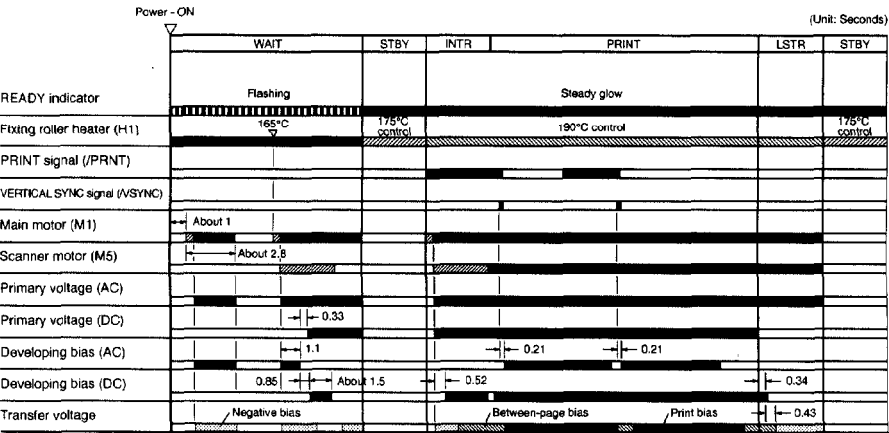 Power - ON
(Unit: Seconds)
WAIT STBY INTR PRINT LSTR STBY
READY indicator Flashing Steady glow
Fixing roller heater (H1) 165°C 175°C control 190°C control 175°C control
PRINT signal (/PRNT)
VERTICAL SYNC signal (/VSYNC)
Main motor (M1) About 1
Scanner motor (M5) About 2.8
Primary voltage (AC)
Primary voltage (DC) 0.33
Developing bias (AC) 1.1 0.21 0.21
Developing bias (DC) 0.85 About 1.5 0.52 0.34
Transfer voltage Negative bias Between-page bias Print bias 0.43